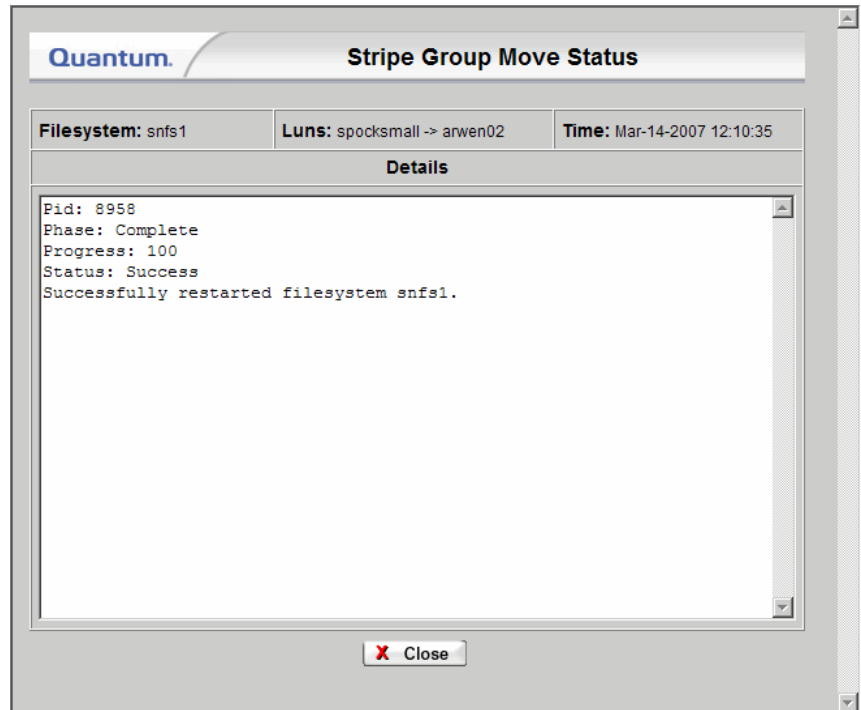 Quantum.
Stripe Group Move Status
Filesystem: snfs1 Luns: spocksmall -> arwen02 Time: Mar-14-2007 12:10:35
Details
Pid: 8958
Phase: Complete
Progress: 100
Status: Success
Successfully restarted filesystem snfs1.
X Close